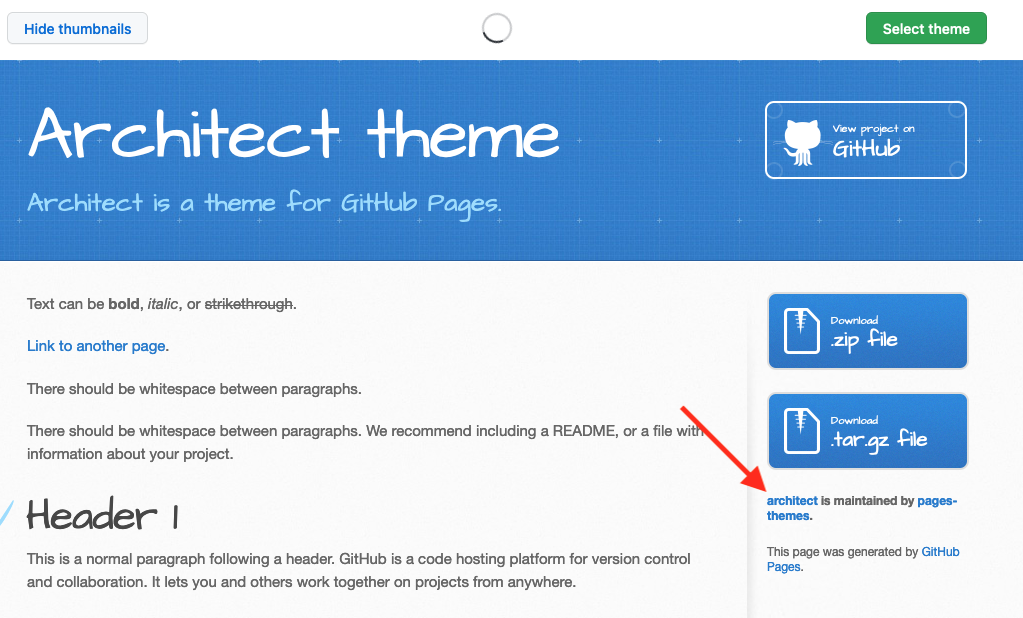 Hide thumbnails
Select theme
Architect theme
Architect is a theme for GitHub Pages.
View project on
GitHub
Text can be bold, italic, or strikethrough.
Link to another page.
There should be whitespace between paragraphs.
There should be whitespace between paragraphs. We recommend including a README, or a file with
information about your project.
Header 1
This is a normal paragraph following a header. GitHub is a code hosting platform for version control
and collaboration. It lets you and others work together on projects from anywhere.
Download
.zip file
Download
.tar.gz file
architect is maintained by pages-
themes.
This page was generated by GitHub
Pages.